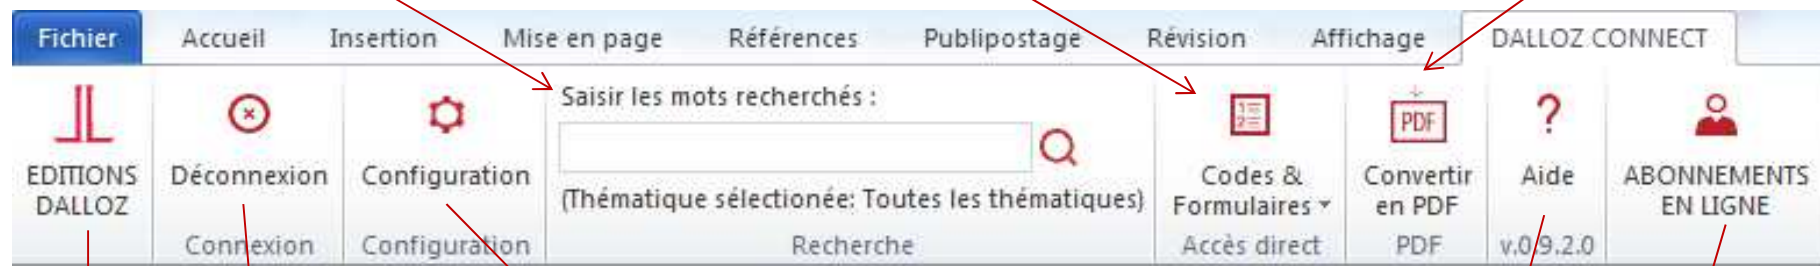 Fichier Accueil Insertion Mise en page Références Publipostage Révision Affichage DALLOZ CONNECT
EDITIONS
DALLOZ
Déconnexion
Connexion
Configuration
Configuration
Saisir les mots recherchés :
(Thématique sélectionée: Toutes les thématiques)
Recherche
1=
2=
Codes &
Formulaires
Accès direct
PDF
Convertir
en PDF
PDF
?
Aide
v.0.9.2.0
ABONNEMENTS
EN LIGNE